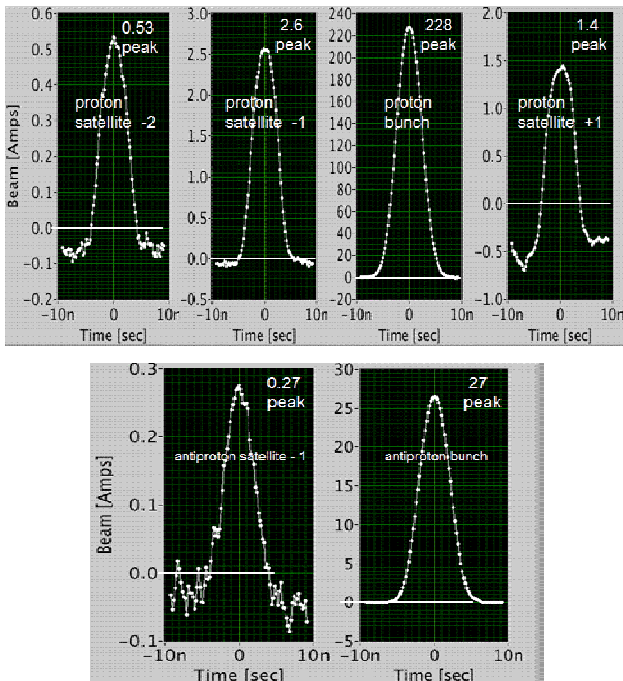 0.6
0.5
0.4
0.3
0.2
0.1
0.0
−0.1
−0.2
Beam [Amps]
0.53
peak
proton
satellite -2
−10n 0 10n
Time [sec]
3.0
2.5
2.0
1.5
1.0
0.5
0.0
−0.5
2.6
peak
proton
satellite -1
−10n 0 10n
Time [sec]
240
220
200
180
160
140
120
100
80
60
40
20
0
−20
228
peak
proton
bunch
−10n 0 10n
Time [sec]
2.0
1.5
1.0
0.5
0.0
−0.5
−1.0
1.4
peak
proton
satellite +1
−10n 0 10n
Time [sec]
0.3
0.2
0.1
0.0
−0.1
Beam [Amps]
0.27
peak
antiproton satellite - 1
−10n 0 10n
Time [sec]
30
25
20
15
10
5
0
−5
27
peak
antiproton bunch
−10n 0 10n
Time [sec]